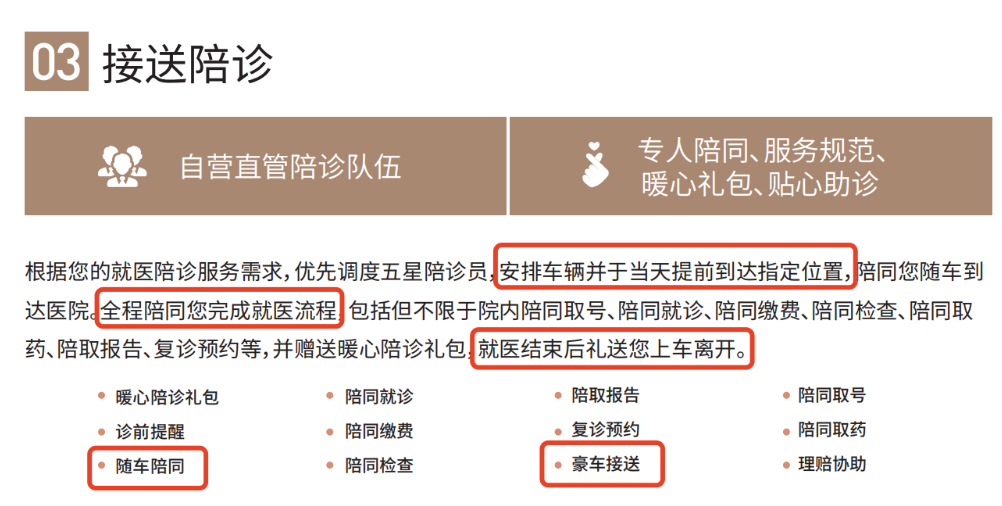 03 接送陪诊
自营直管陪诊队伍
专人陪同、服务规范、
暖心礼包、贴心助诊
根据您的就医陪诊服务需求，优先调度五星陪诊员，安排车辆并于当天提前到达指定位置，陪同您随车到
达医院。全程陪同您完成就医流程，包括但不限于院内陪同取号、陪同就诊、陪同缴费、陪同检查、陪同取
药、陪取报告、复诊预约等，并赠送暖心陪诊礼包，就医结束后礼送您上车离开。
暖心陪诊礼包 陪同就诊 陪取报告 陪同取号
诊前提醒 陪同缴费 复诊预约 陪同取药
随车陪同 陪同检查 豪车接送 理赔协助